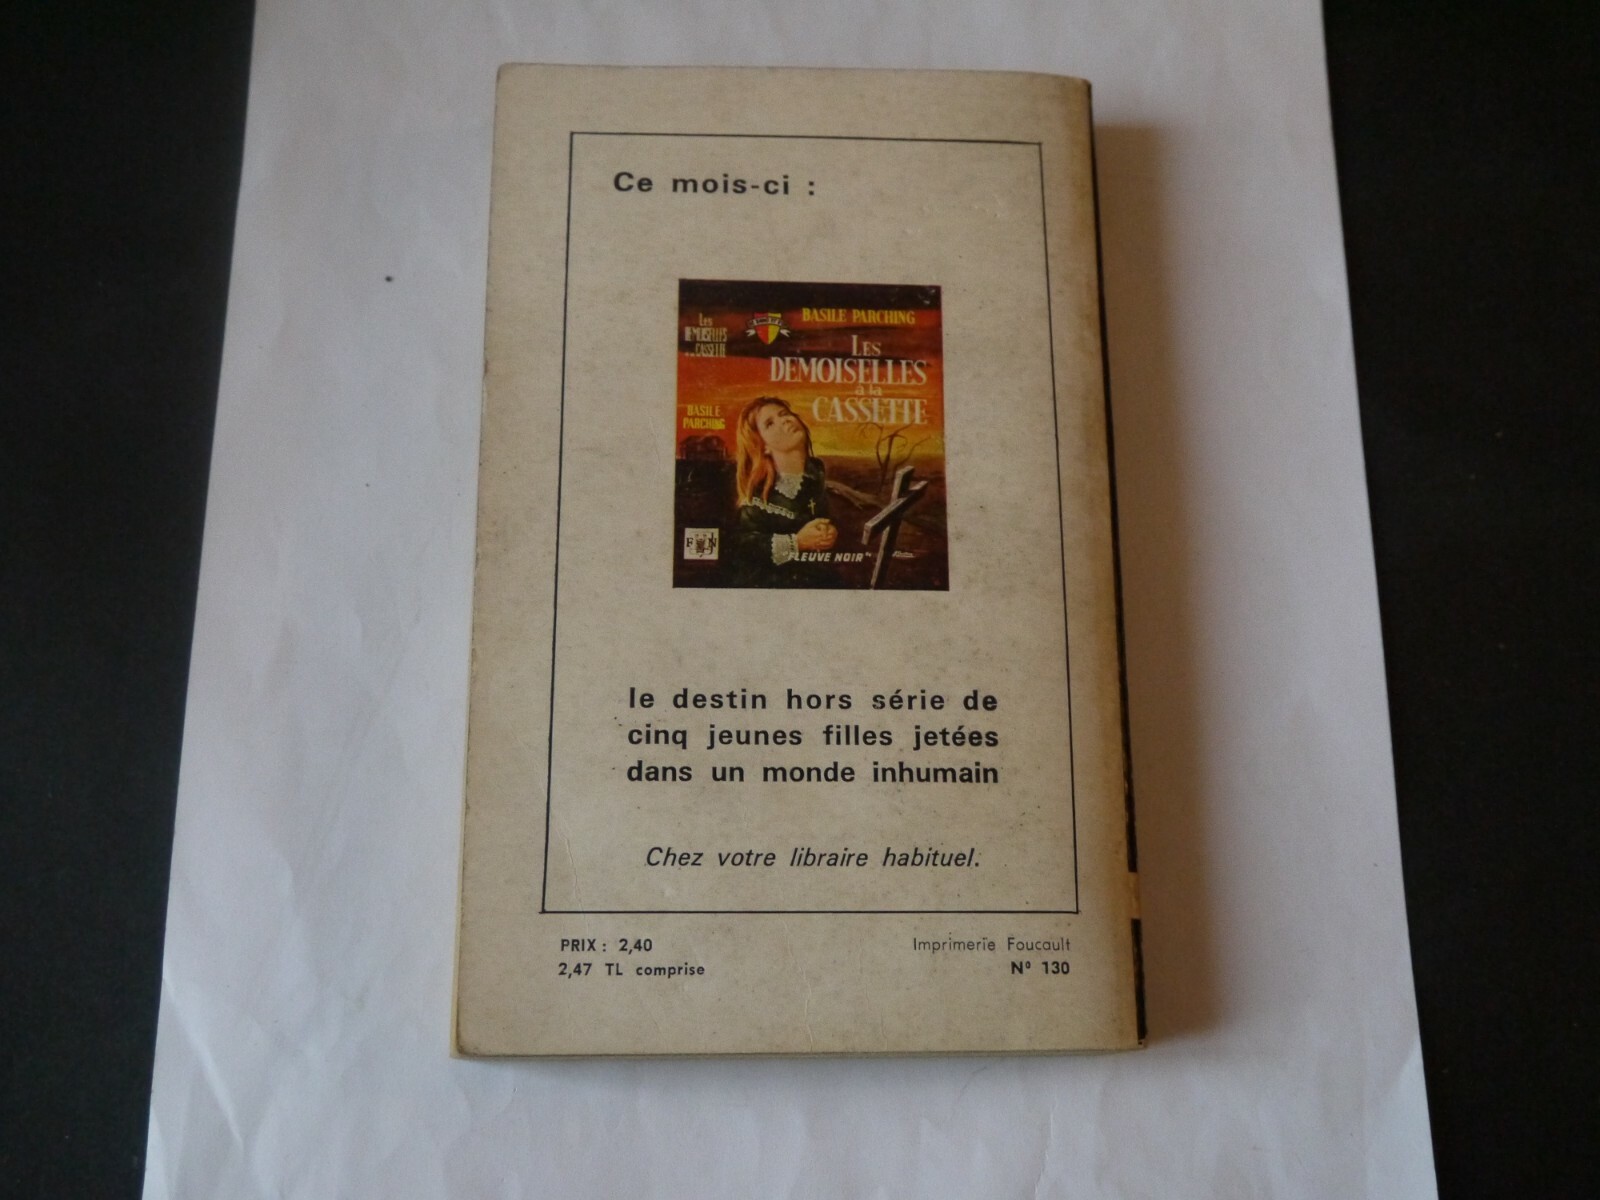 Ce mois-ci :
Les
DEMOISELLES
CASSETTE
BASILE
PARCHING
BASILE PARCHING
LES
DEMOISELLES
à la
CASSETTE
F N
"FLEUVE NOIR"
le destin hors série de
cinq jeunes filles jetées
dans un monde inhumain
Chez votre libraire habituel.
PRIX : 2,40
2,47 TL comprise
Imprimerie Foucault
Nº 130